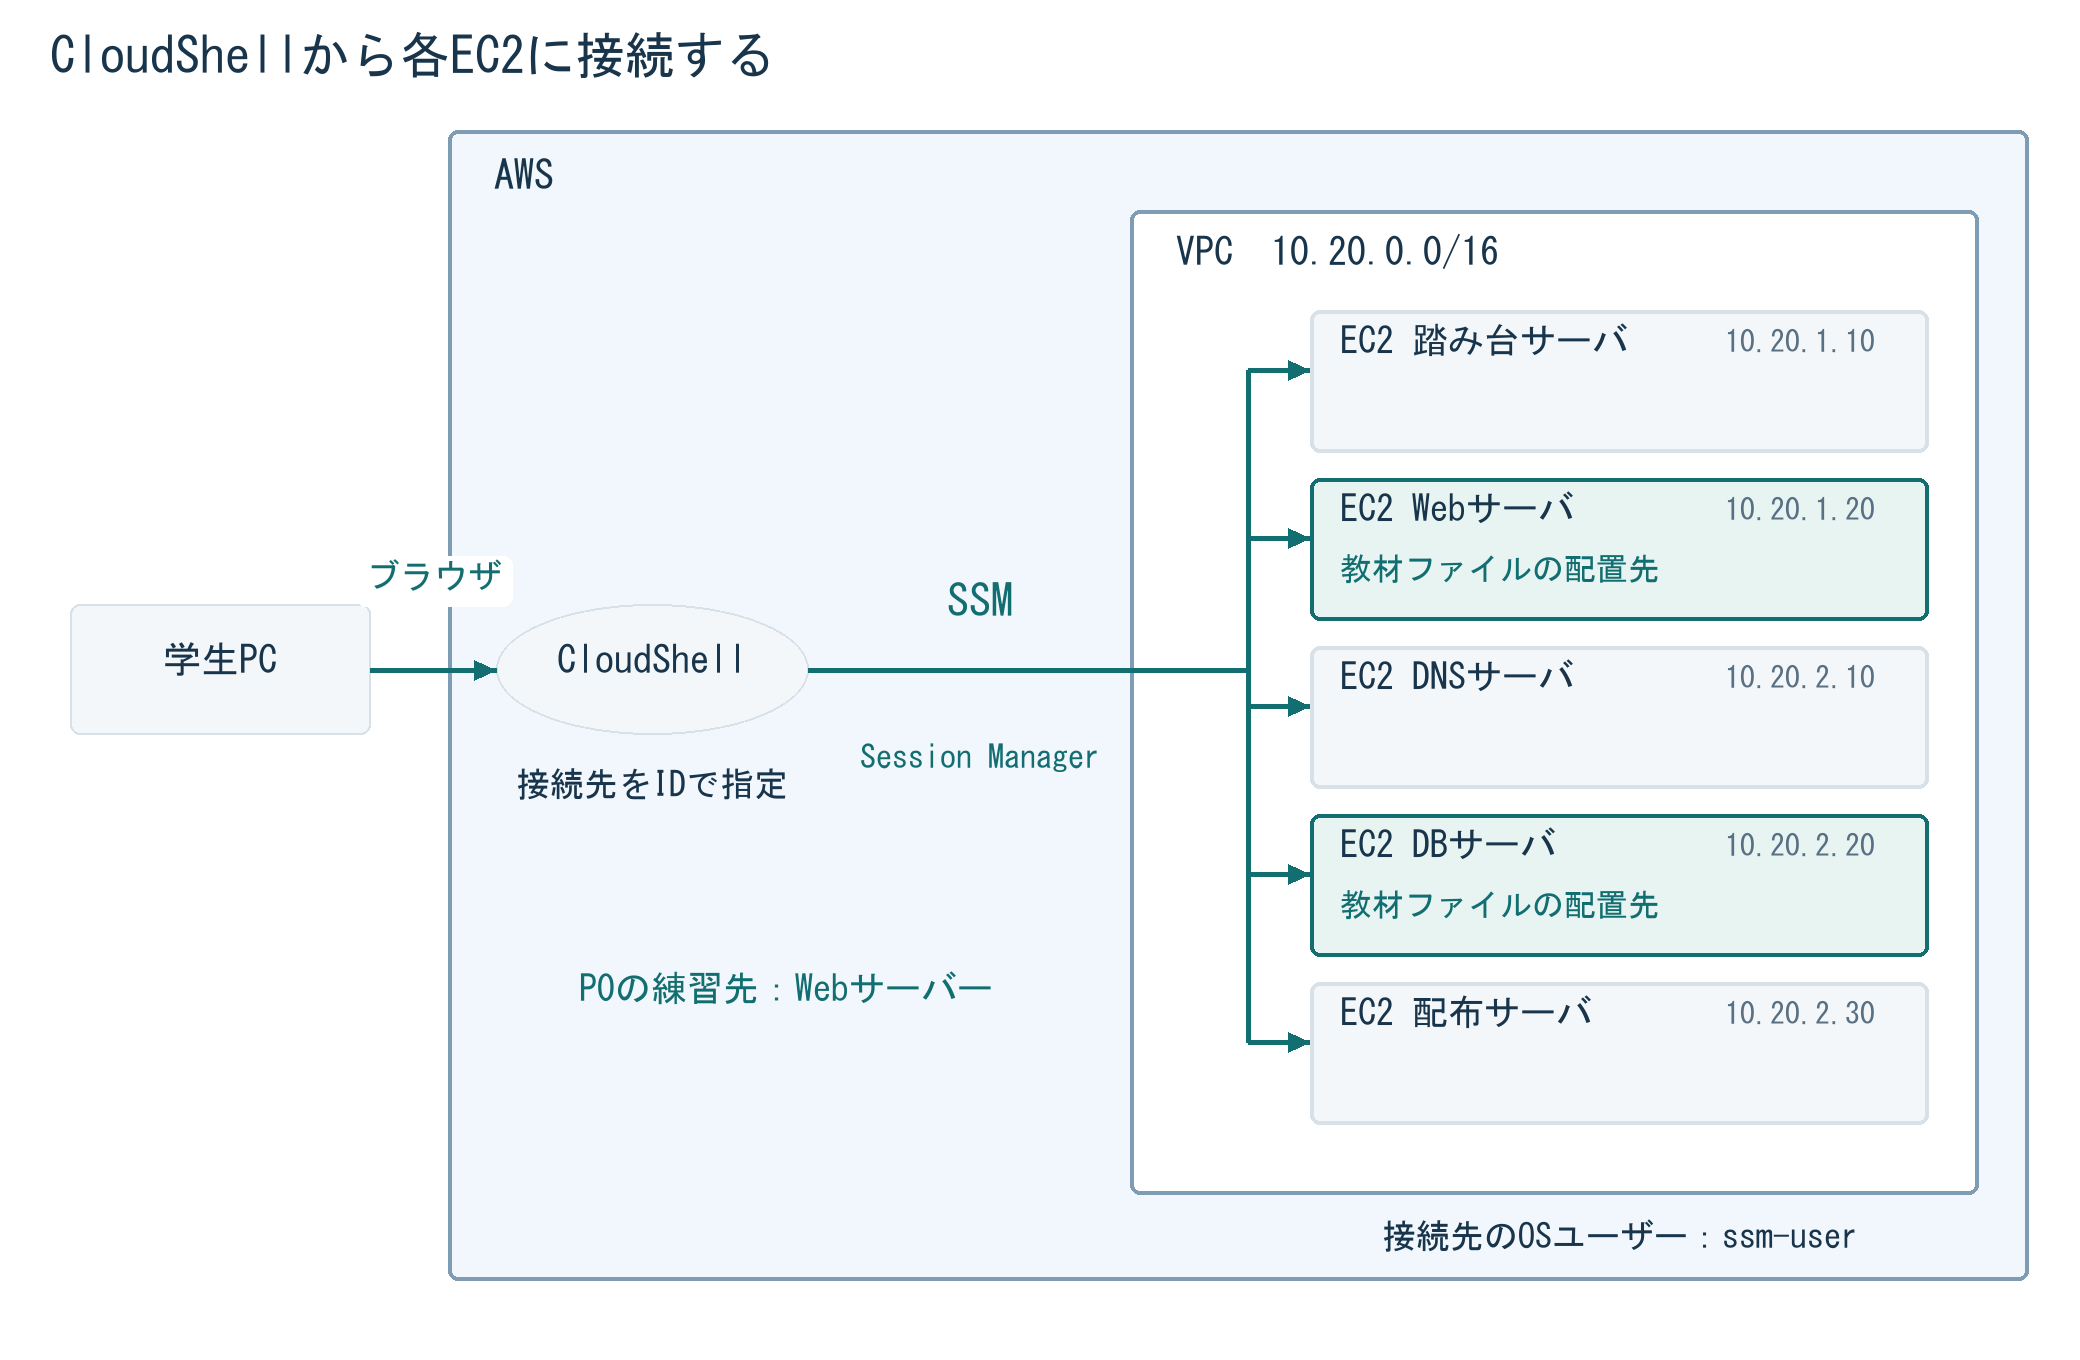 CloudShellから各EC2に接続する
AWS
VPC 10.20.0.0/16
EC2 踏み台サーバ 10.20.1.10
EC2 Webサーバ 10.20.1.20
教材ファイルの配置先
ブラウザ
SSM
学生PC
CloudShell
EC2 DNSサーバ 10.20.2.10
Session Manager
接続先をIDで指定
EC2 DBサーバ 10.20.2.20
教材ファイルの配置先
P0の練習先：Webサーバー
EC2 配布サーバ 10.20.2.30
接続先のOSユーザー：ssm-user